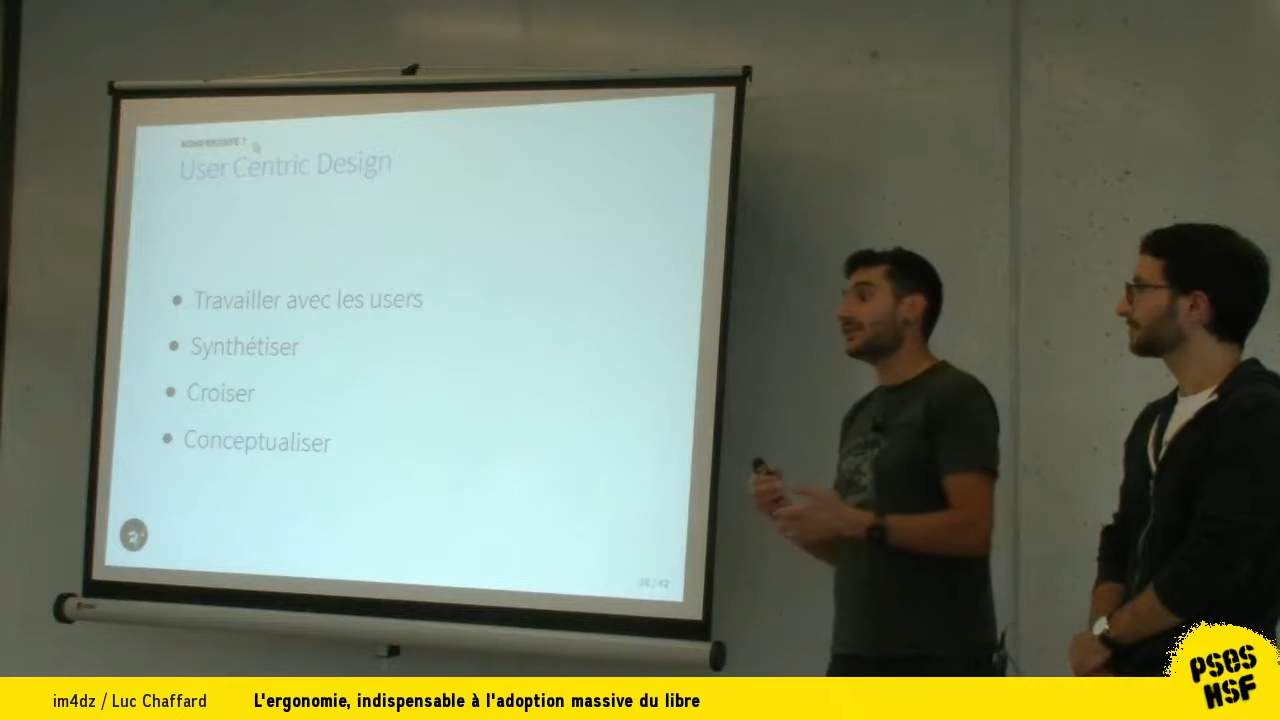 User Centric Design
Travailler avec les users
Synthétiser
Croiser
Conceptualiser
im4dz / Luc Chaffard
L'ergonomie, indispensable à l'adoption massive du libre
PSES
HSF